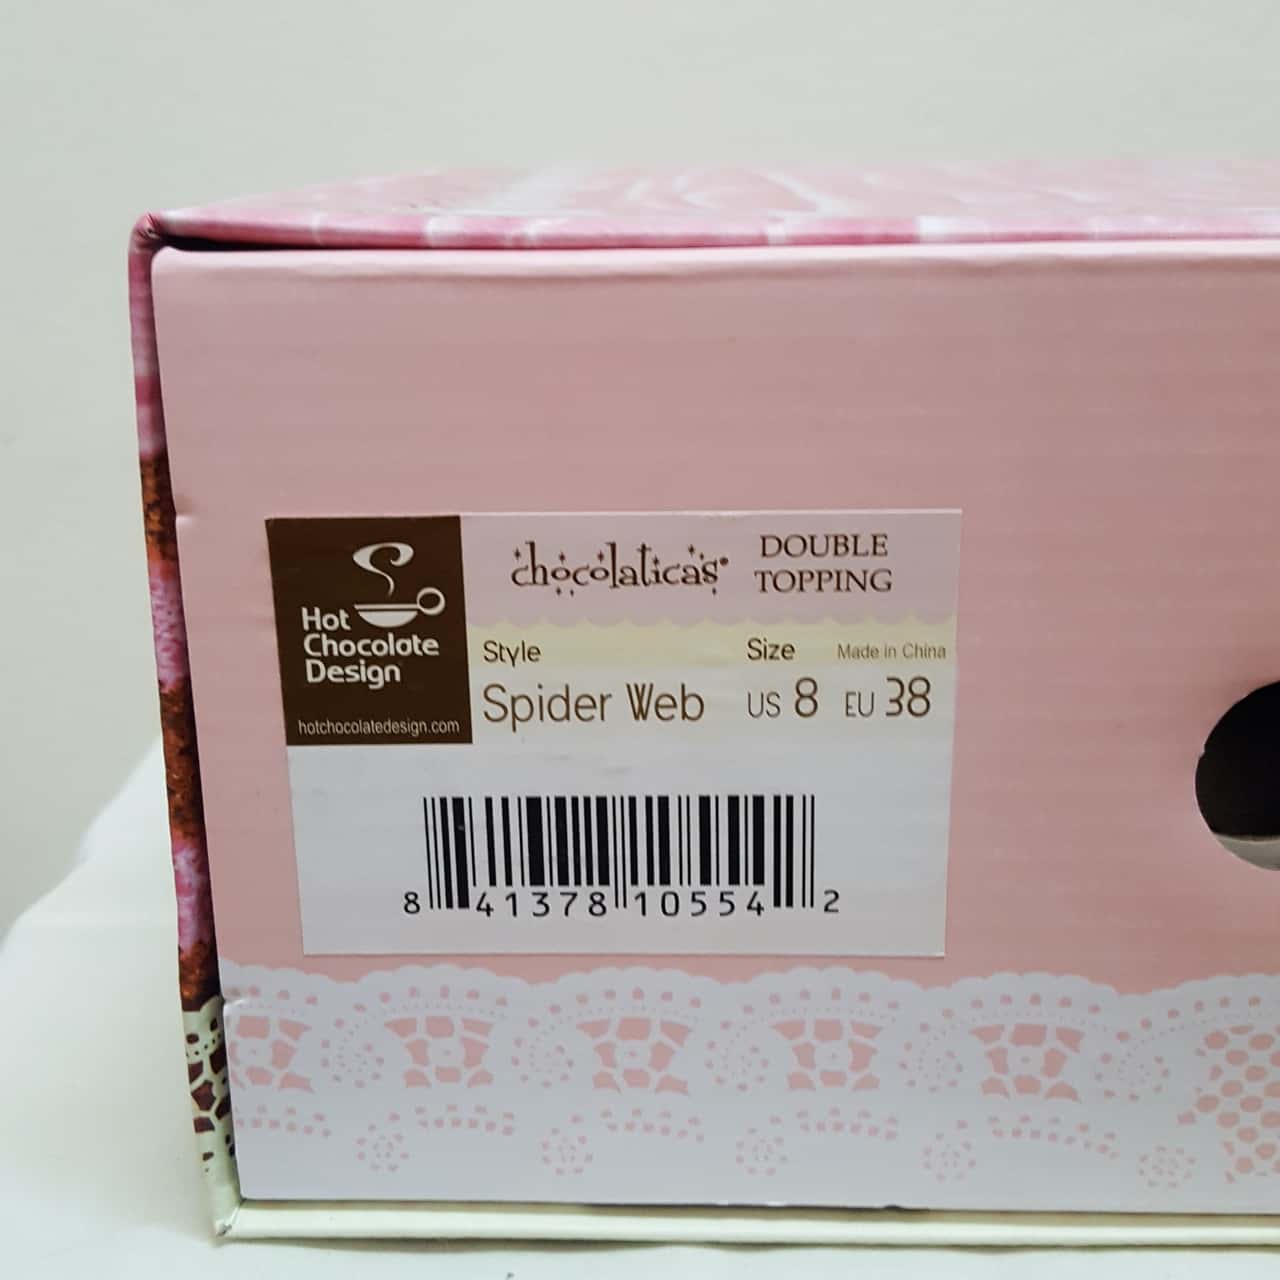 Hot
Chocolate
Design
hotchocolatedesign.com
chocolaticas®
DOUBLE
TOPPING
Style Size Made in China
Spider Web US 8 EU 38
8 41378 10554 2